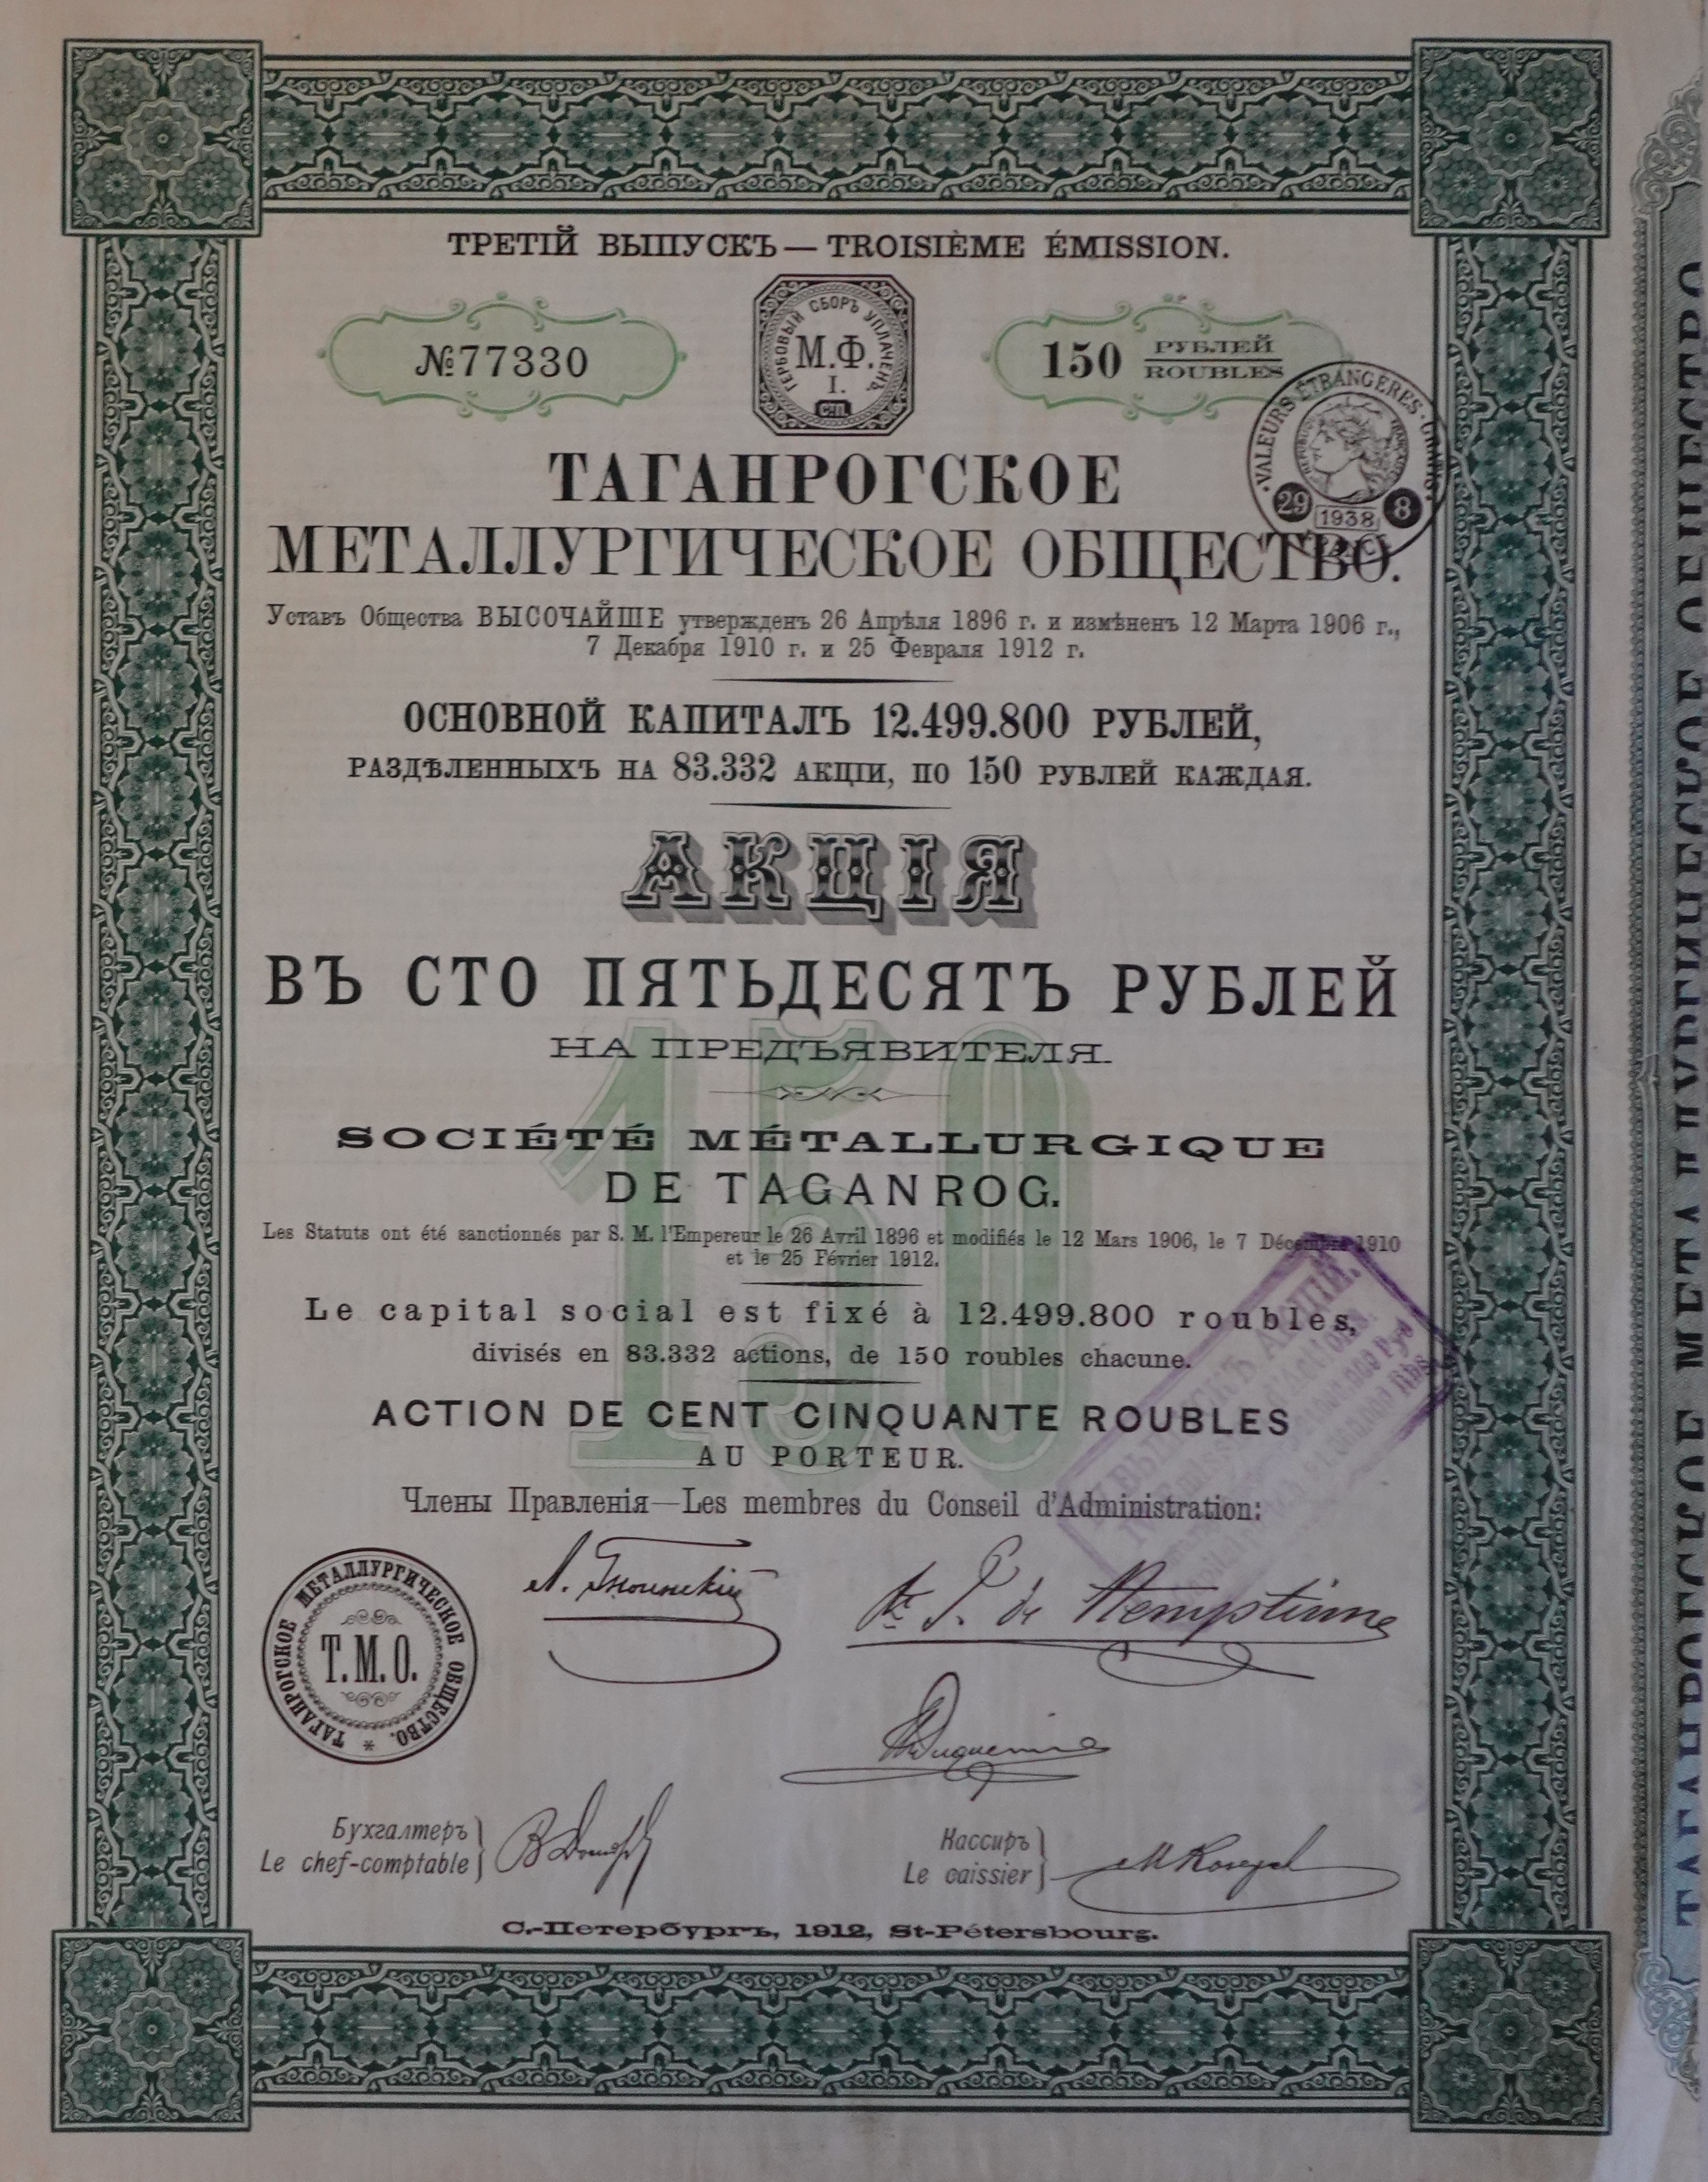 ТРЕТІЙ ВЫПУСКЪ — TROISIÈME ÉMISSION.
№77330
ГЕРБОВЫЙ СБОРЪ УПЛАЧЕНЪ.
М.Ф.
I.
150 РУБЛЕЙ
ROUBLES
VALEURS ÉTRANGÈRES
29 1938 8
ТАГАНРОГСКОЕ
МЕТАЛЛУРГИЧЕСКОЕ ОБЩЕСТВО.
Уставъ Общества ВЫСОЧАЙШЕ утвержденъ 26 Апрѣля 1896 г. и измѣненъ 12 Марта 1906 г.,
7 Декабря 1910 г. и 25 Февраля 1912 г.
ОСНОВНОЙ КАПИТАЛЪ 12.499.800 РУБЛЕЙ,
РАЗДѢЛЕННЫХЪ НА 83.332 АКЦІИ, ПО 150 РУБЛЕЙ КАЖДАЯ.
АКЦІЯ
ВЪ СТО ПЯТЬДЕСЯТЪ РУБЛЕЙ
НА ПРЕДЪЯВИТЕЛЯ.
150
SOCIÉTÉ MÉTALLURGIQUE
DE TAGANROG.
Les Statuts ont été sanctionnés par S. M. l'Empereur le 26 Avril 1896 et modifiés le 12 Mars 1906, le 7 Décembre 1910
et le 25 Février 1912.
Le capital social est fixé à 12.499.800 roubles,
divisés en 83.332 actions, de 150 roubles chacune.
ACTION DE CENT CINQUANTE ROUBLES
AU PORTEUR.
Члены Правленія—Les membres du Conseil d'Administration:
ТАГАНРОГСКОЕ МЕТАЛЛУРГИЧЕСКОЕ ОБЩЕСТВО.
Т.М.О.
Бухгалтеръ
Le chef-comptable
Кассиръ
Le caissier
С.-Петербургъ, 1912, St-Pétersbourg.
ТАГАНРОГСКОЕ МЕТАЛЛУРГИЧЕСКОЕ ОБЩЕСТВО